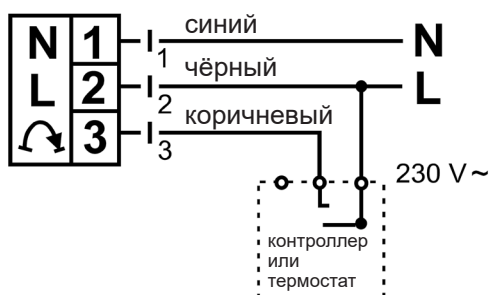 N 1 1 синий N
L 2 2 чёрный L
3 3 коричневый
230 V ~
контроллер
или
термостат